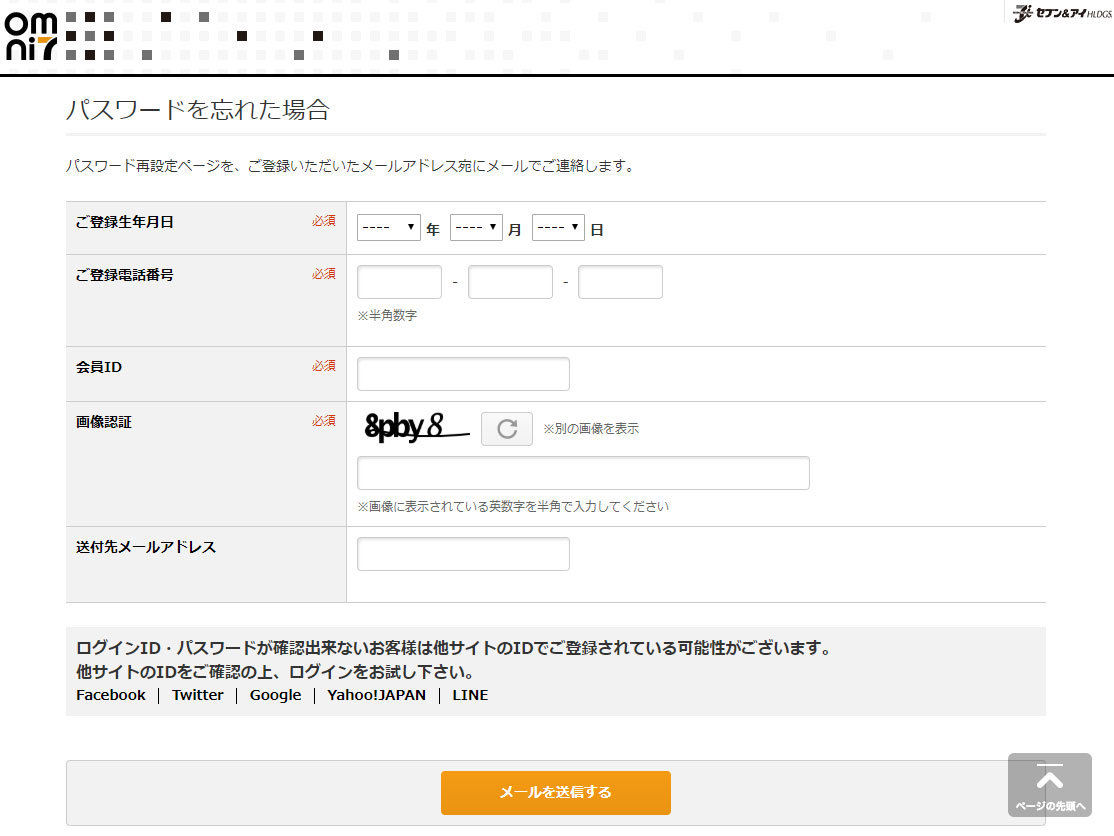 omni7
セブン&アイHLDGS.
パスワードを忘れた場合
パスワード再設定ページを、ご登録いただいたメールアドレス宛にメールでご連絡します。
ご登録生年月日 必須 ---- 年 ---- 月 ---- 日
ご登録電話番号 必須 - -
※半角数字
会員ID 必須
画像認証 必須 8pby8 ※別の画像を表示
※画像に表示されている英数字を半角で入力してください
送付先メールアドレス
ログインID・パスワードが確認出来ないお客様は他サイトのIDでご登録されている可能性がございます。
他サイトのIDをご確認の上、ログインをお試し下さい。
Facebook | Twitter | Google | Yahoo!JAPAN | LINE
メールを送信する
ページの先頭へ